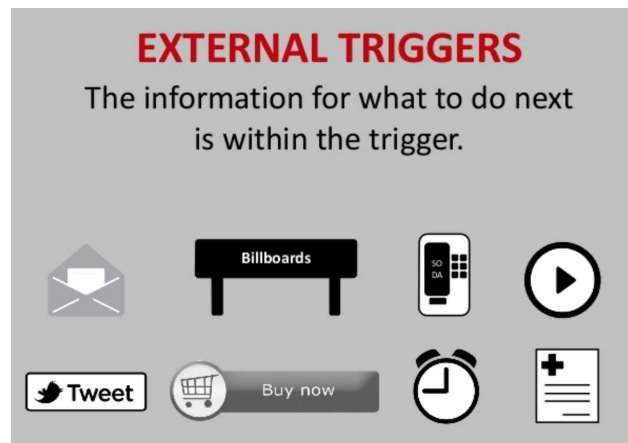 EXTERNAL TRIGGERS
The information for what to do next
is within the trigger.
Billboards
SO
DA
Tweet
Buy now